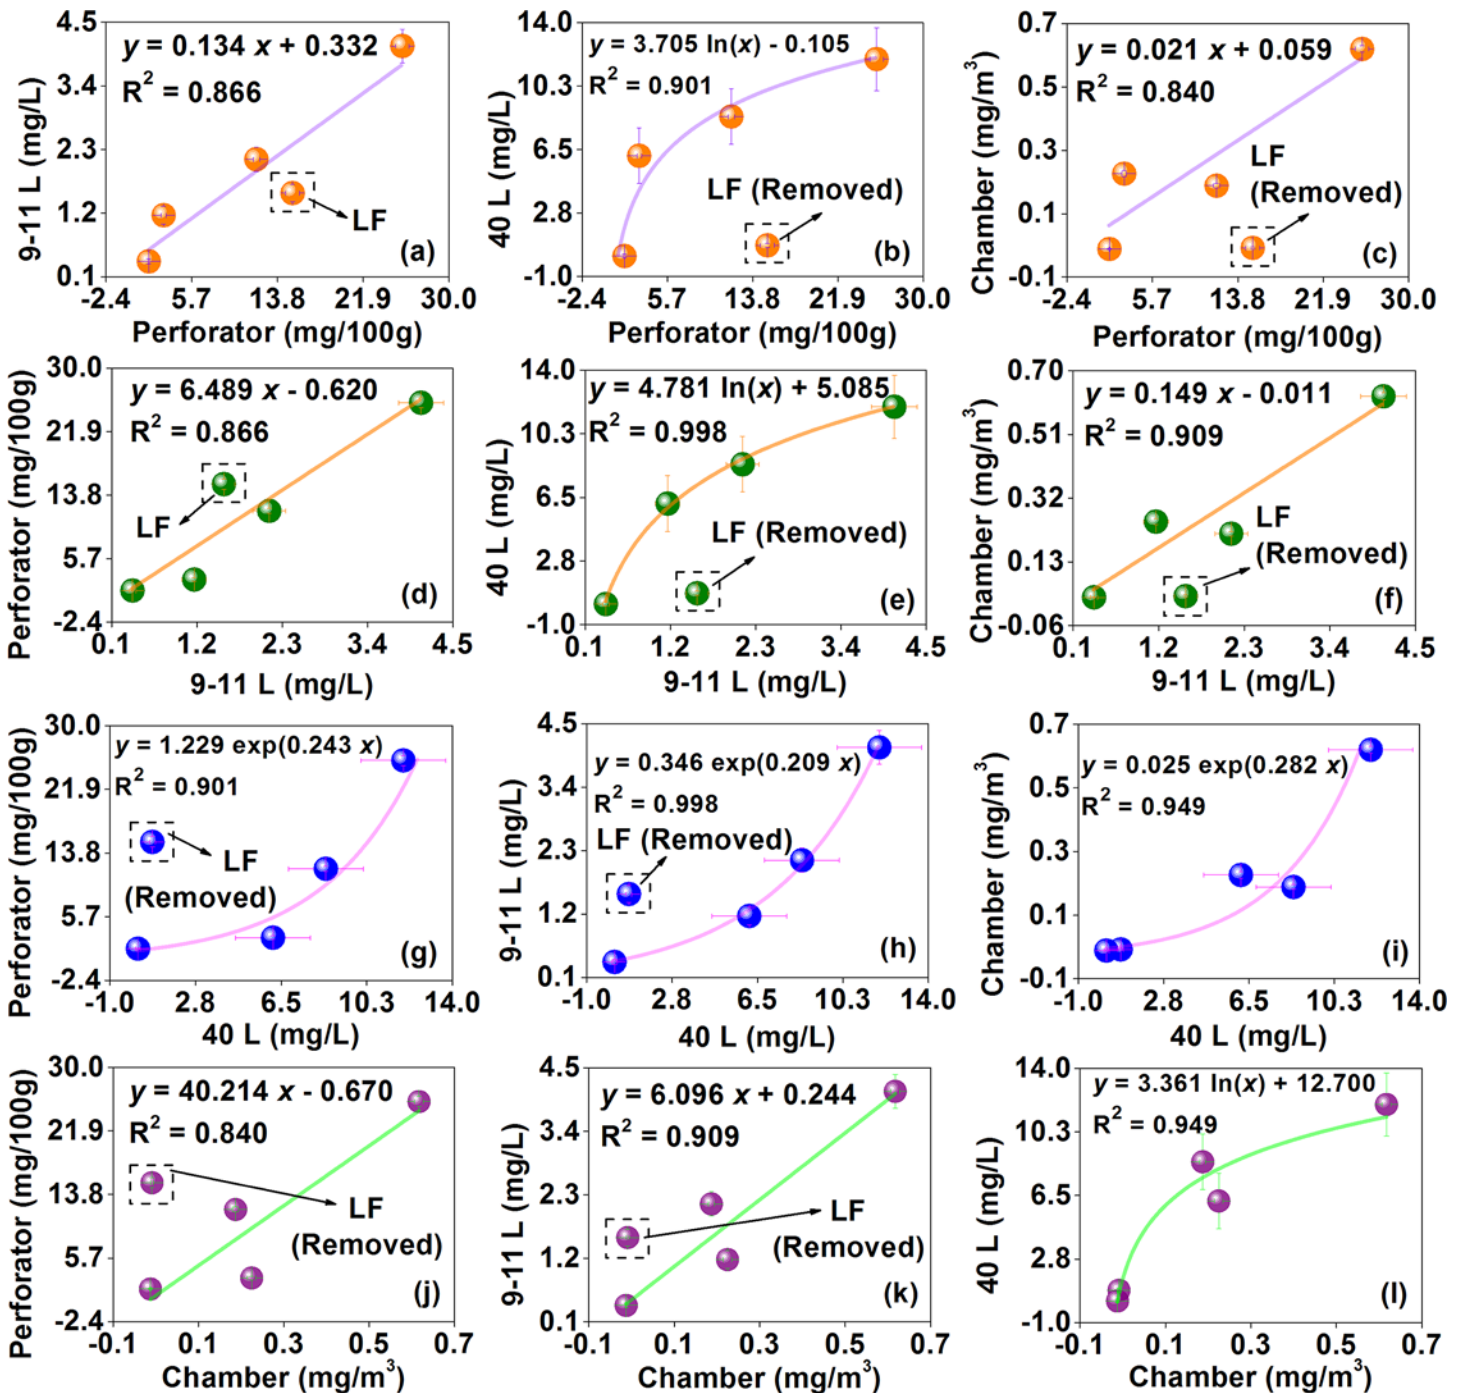 4.5
3.4
2.3
1.2
0.1
9-11 L (mg/L)
y = 0.134 x + 0.332
R² = 0.866
LF
(a)
-2.4 5.7 13.8 21.9 30.0
Perforator (mg/100g)
14.0
10.3
6.5
2.8
-1.0
40 L (mg/L)
y = 3.705 ln(x) - 0.105
R² = 0.901
LF (Removed)
(b)
-2.4 5.7 13.8 21.9 30.0
Perforator (mg/100g)
0.7
0.5
0.3
0.1
-0.1
Chamber (mg/m³)
y = 0.021 x + 0.059
R² = 0.840
LF
(Removed)
(c)
-2.4 5.7 13.8 21.9 30.0
Perforator (mg/100g)
30.0
21.9
13.8
5.7
-2.4
Perforator (mg/100g)
y = 6.489 x - 0.620
R² = 0.866
LF
(d)
0.1 1.2 2.3 3.4 4.5
9-11 L (mg/L)
14.0
10.3
6.5
2.8
-1.0
40 L (mg/L)
y = 4.781 ln(x) + 5.085
R² = 0.998
LF (Removed)
(e)
0.1 1.2 2.3 3.4 4.5
9-11 L (mg/L)
0.70
0.51
0.32
0.13
-0.06
Chamber (mg/m³)
y = 0.149 x - 0.011
R² = 0.909
LF
(Removed)
(f)
0.1 1.2 2.3 3.4 4.5
9-11 L (mg/L)
30.0
21.9
13.8
5.7
-2.4
Perforator (mg/100g)
y = 1.229 exp(0.243 x)
R² = 0.901
LF
(Removed)
(g)
-1.0 2.8 6.5 10.3 14.0
40 L (mg/L)
4.5
3.4
2.3
1.2
0.1
9-11 L (mg/L)
y = 0.346 exp(0.209 x)
R² = 0.998
LF (Removed)
(h)
-1.0 2.8 6.5 10.3 14.0
40 L (mg/L)
0.7
0.5
0.3
0.1
-0.1
Chamber (mg/m³)
y = 0.025 exp(0.282 x)
R² = 0.949
(i)
-1.0 2.8 6.5 10.3 14.0
40 L (mg/L)
30.0
21.9
13.8
5.7
-2.4
Perforator (mg/100g)
y = 40.214 x - 0.670
R² = 0.840
LF
(Removed)
(j)
-0.1 0.1 0.3 0.5 0.7
Chamber (mg/m³)
4.5
3.4
2.3
1.2
0.1
9-11 L (mg/L)
y = 6.096 x + 0.244
R² = 0.909
LF
(Removed)
(k)
-0.1 0.1 0.3 0.5 0.7
Chamber (mg/m³)
14.0
10.3
6.5
2.8
-1.0
40 L (mg/L)
y = 3.361 ln(x) + 12.700
R² = 0.949
(l)
-0.1 0.1 0.3 0.5 0.7
Chamber (mg/m³)